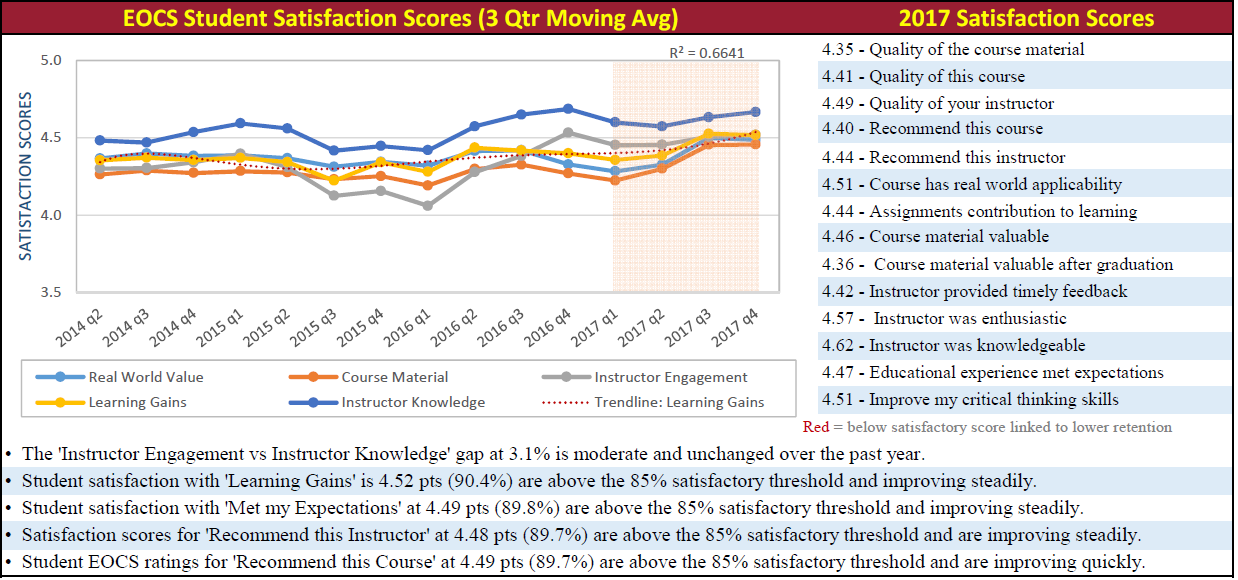 EOCS Student Satisfaction Scores (3 Qtr Moving Avg)
2017 Satisfaction Scores
R² = 0.6641
5.0
4.5
4.0
3.5
SATISTACTION SCORES
2014 q2
2014 q3
2014 q4
2015 q1
2015 q2
2015 q3
2015 q4
2016 q1
2016 q2
2016 q3
2016 q4
2017 q1
2017 q2
2017 q3
2017 q4
Real World Value
Course Material
Instructor Engagement
Learning Gains
Instructor Knowledge
Trendline: Learning Gains
4.35 - Quality of the course material
4.41 - Quality of this course
4.49 - Quality of your instructor
4.40 - Recommend this course
4.44 - Recommend this instructor
4.51 - Course has real world applicability
4.44 - Assignments contribution to learning
4.46 - Course material valuable
4.36 - Course material valuable after graduation
4.42 - Instructor provided timely feedback
4.57 - Instructor was enthusiastic
4.62 - Instructor was knowledgeable
4.47 - Educational experience met expectations
4.51 - Improve my critical thinking skills
Red = below satisfactory score linked to lower retention
• The 'Instructor Engagement vs Instructor Knowledge' gap at 3.1% is moderate and unchanged over the past year.
• Student satisfaction with 'Learning Gains' is 4.52 pts (90.4%) are above the 85% satisfactory threshold and improving steadily.
• Student satisfaction with 'Met my Expectations' at 4.49 pts (89.8%) are above the 85% satisfactory threshold and improving steadily.
• Satisfaction scores for 'Recommend this Instructor' at 4.48 pts (89.7%) are above the 85% satisfactory threshold and are improving steadily.
• Student EOCS ratings for 'Recommend this Course' at 4.49 pts (89.7%) are above the 85% satisfactory threshold and are improving quickly.